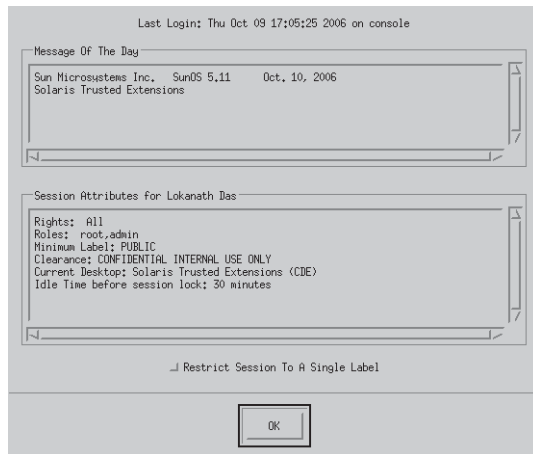 Last Login: Thu Oct 09 17:05:25 2006 on console
Message Of The Day
Sun Microsystems Inc.   SunOS 5.11      Oct. 10, 2006
Solaris Trusted Extensions
Session Attributes for Lokanath Das
Rights:  All
Roles:  root,admin
Minimum Label: PUBLIC
Clearance: CONFIDENTIAL INTERNAL USE ONLY
Current Desktop: Solaris Trusted Extensions (CDE)
Idle Time before session lock: 30 minutes
Restrict Session To A Single Label
OK